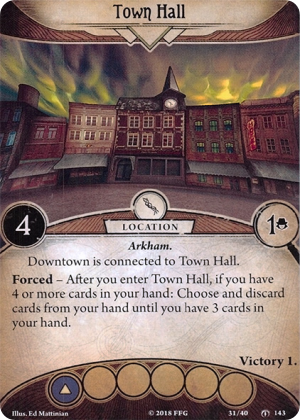 Town Hall
4
LOCATION
1
Arkham.
Downtown is connected to Town Hall.
Forced – After you enter Town Hall, if you have
4 or more cards in your hand: Choose and discard
cards from your hand until you have 3 cards in
your hand.
Victory 1.
Illus. Ed Mattinian
© 2018 FFG
31/40
143